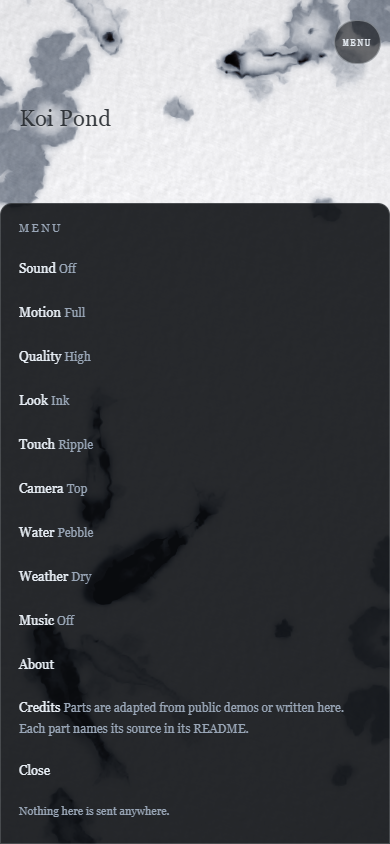 MENU
Koi Pond
MENU
Sound Off
Motion Full
Quality High
Look Ink
Touch Ripple
Camera Top
Water Pebble
Weather Dry
Music Off
About
Credits Parts are adapted from public demos or written here.
Each part names its source in its README.
Close
Nothing here is sent anywhere.